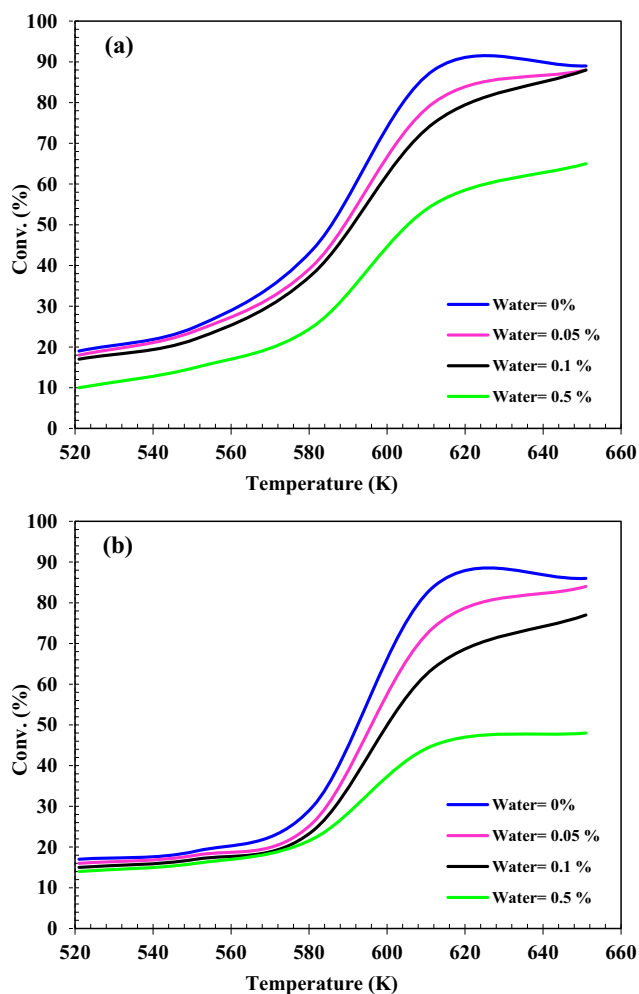 100
(a)
90
80
70
60
50
40
30
20
10
0
Conv. (%)
Water= 0%
Water= 0.05 %
Water= 0.1 %
Water= 0.5 %
520 540 560 580 600 620 640 660
Temperature (K)
100
(b)
90
80
70
60
50
40
30
20
10
0
Conv. (%)
Water= 0%
Water= 0.05 %
Water= 0.1 %
Water= 0.5 %
520 540 560 580 600 620 640 660
Temperature (K)